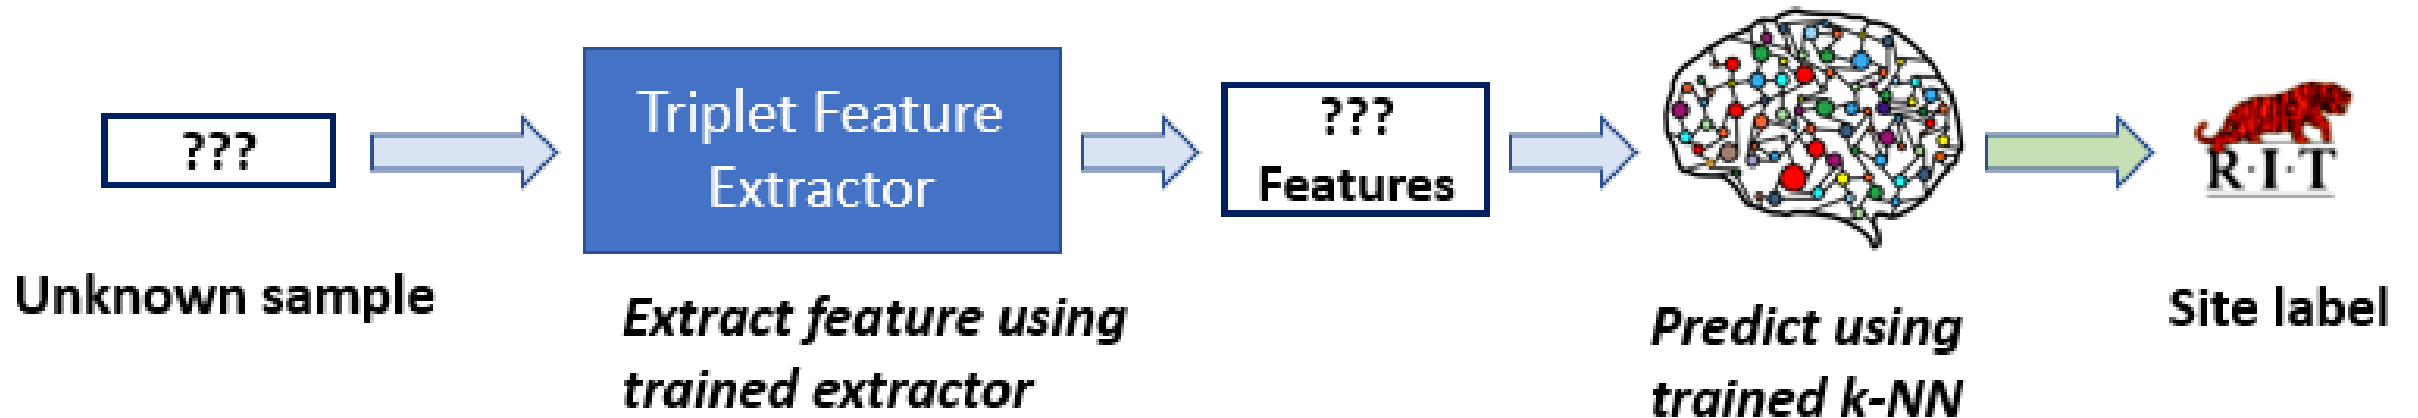 ???
Unknown sample
Triplet Feature
Extractor
Extract feature using
trained extractor
???
Features
Predict using
trained k-NN
R·I·T
Site label